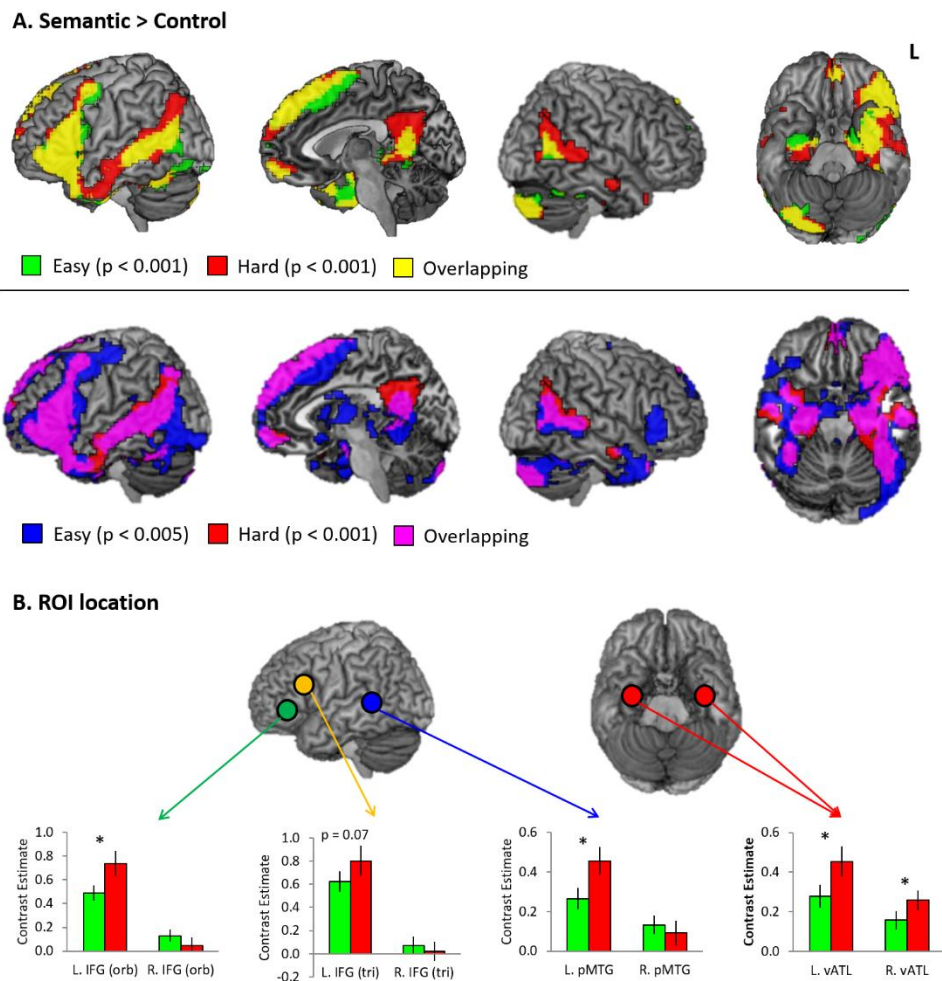 A. Semantic > Control
L
Easy (p < 0.001) Hard (p < 0.001) Overlapping
Easy (p < 0.005) Hard (p < 0.001) Overlapping
B. ROI location
Contrast Estimate
1.0
0.8
0.6
0.4
0.2
0.0
*
L. IFG (orb) R. IFG (orb)
Contrast Estimate
1.0
0.8
0.6
0.4
0.2
0.0
-0.2
p = 0.07
L. IFG (tri) R. IFG (tri)
Contrast Estimate
0.6
0.4
0.2
0.0
*
L. pMTG R. pMTG
Contrast Estimate
0.6
0.4
0.2
0.0
*
*
L. vATL R. vATL